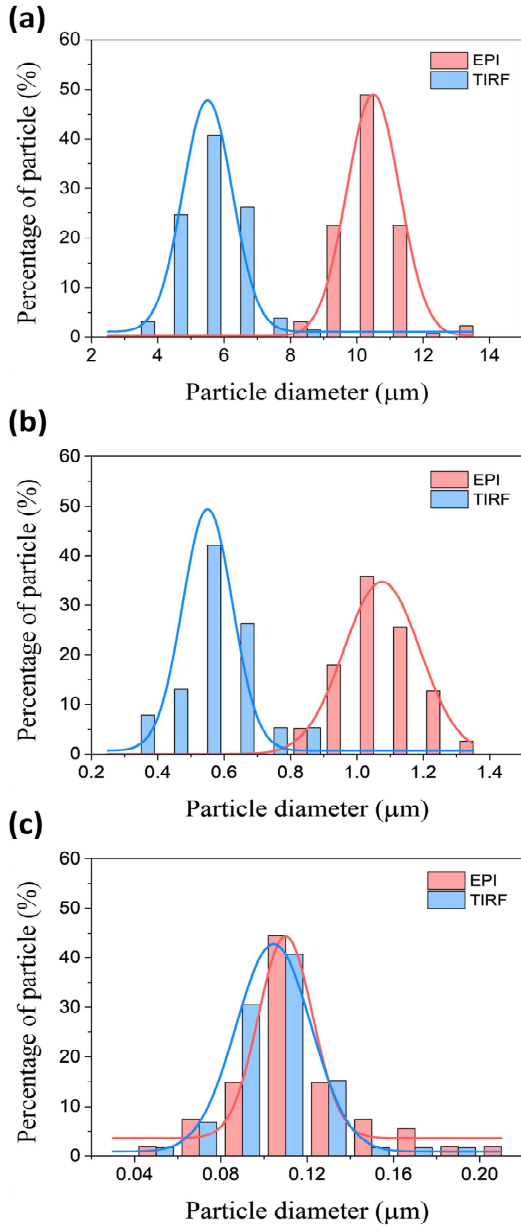 (a)
60
50
40
30
20
10
0
Percentage of particle (%)
EPI
TIRF
2 4 6 8 10 12 14
Particle diameter (μm)
(b)
60
50
40
30
20
10
0
Percentage of particle (%)
EPI
TIRF
0.2 0.4 0.6 0.8 1.0 1.2 1.4
Particle diameter (μm)
(c)
60
50
40
30
20
10
0
Percentage of particle (%)
EPI
TIRF
0.04 0.08 0.12 0.16 0.20
Particle diameter (μm)